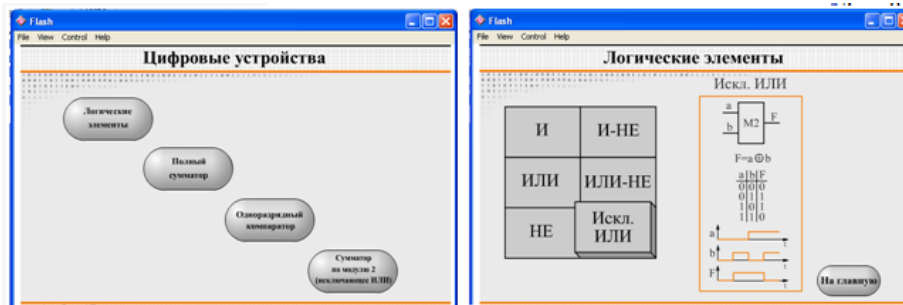 Flash
File View Control Help
Цифровые устройства
Логические
элементы
Полный
сумматор
Одноразрядный
компаратор
Сумматор
по модулю 2
(исключающее ИЛИ)
Flash
File View Control Help
Логические элементы
И
И-НЕ
ИЛИ
ИЛИ-НЕ
НЕ
Искл.
ИЛИ
Искл. ИЛИ
a
b
M2
F
F=a⊕b
a b F
0 0 0
0 1 1
1 0 1
1 1 0
a
t
b
t
F
t
На главную